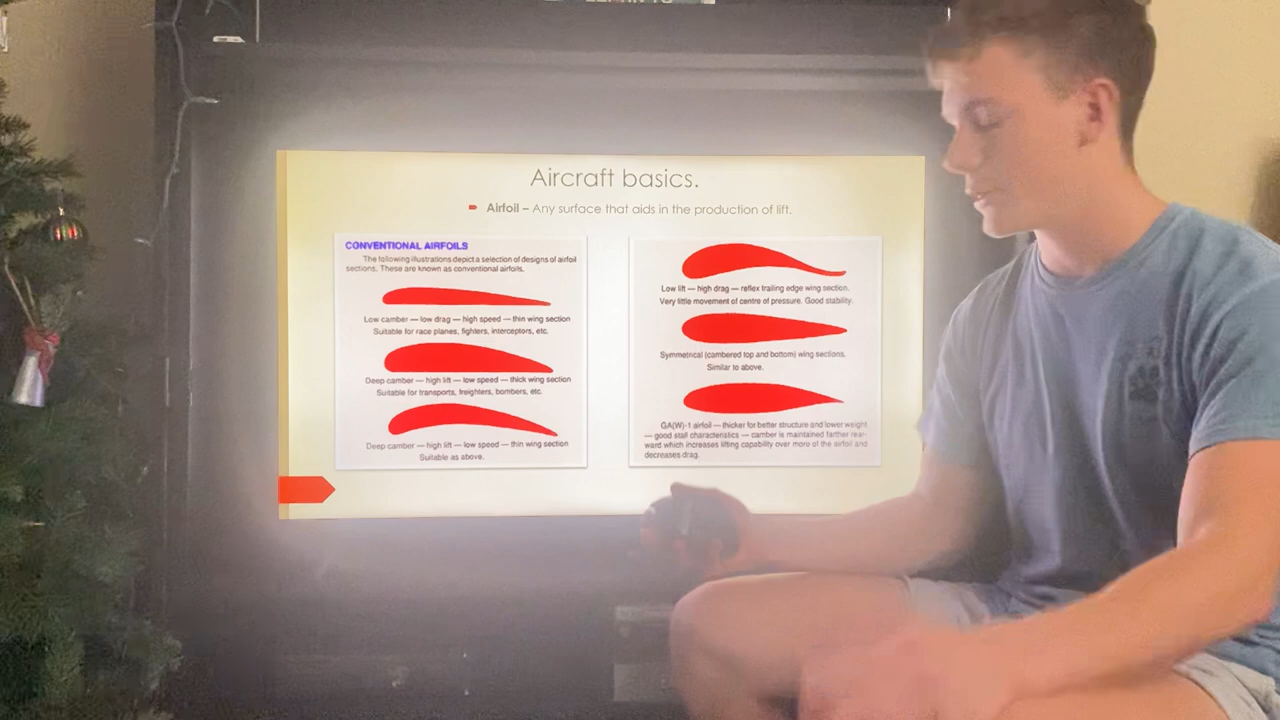 Aircraft basics.
Airfoil – Any surface that aids in the production of lift.
CONVENTIONAL AIRFOILS
The following illustrations depict a selection of designs of airfoil
sections. These are known as conventional airfoils.
Low camber — low drag — high speed — thin wing section
Suitable for race planes, fighters, interceptors, etc.
Deep camber — high lift — low speed — thick wing section
Suitable for transports, freighters, bombers, etc.
Deep camber — high lift — low speed — thin wing section
Suitable as above.
Low lift — high drag — reflex trailing edge wing section.
Very little movement of centre of pressure. Good stability.
Symmetrical (cambered top and bottom) wing sections.
Similar to above.
GA(W)-1 airfoil — thicker for better structure and lower weight
— good stall characteristics — camber is maintained farther rear-
ward which increases lifting capability over more of the airfoil and
decreases drag.